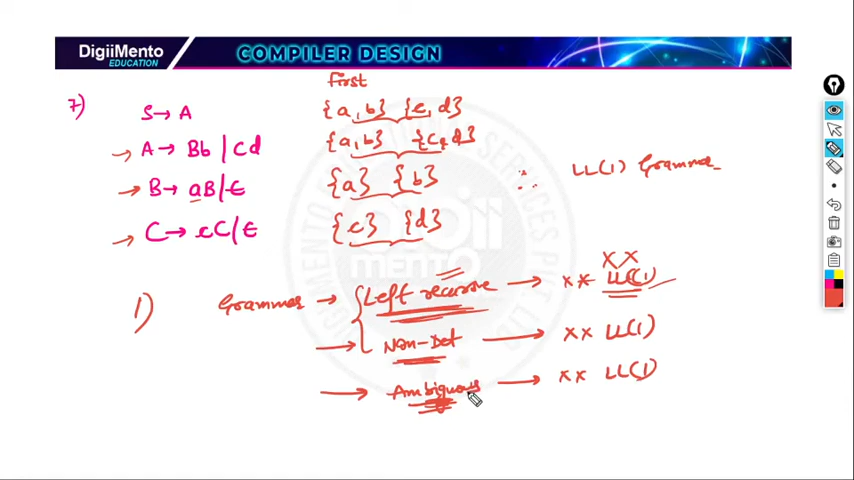 DigiiMento
EDUCATION
COMPILER DESIGN
First
7) S → A {a, b} {e, d}
→ A → Bb | Cd {a, b} {c, d}
→ B → aB/ϵ {a} {b} ∴ LL(1) Grammar
→ C → eC/ϵ {e} {d}
XX
1) Grammar → Left recursive → XX LL(1)
→ Non-Det → XX LL(1)
→ Ambiguous → XX LL(1)